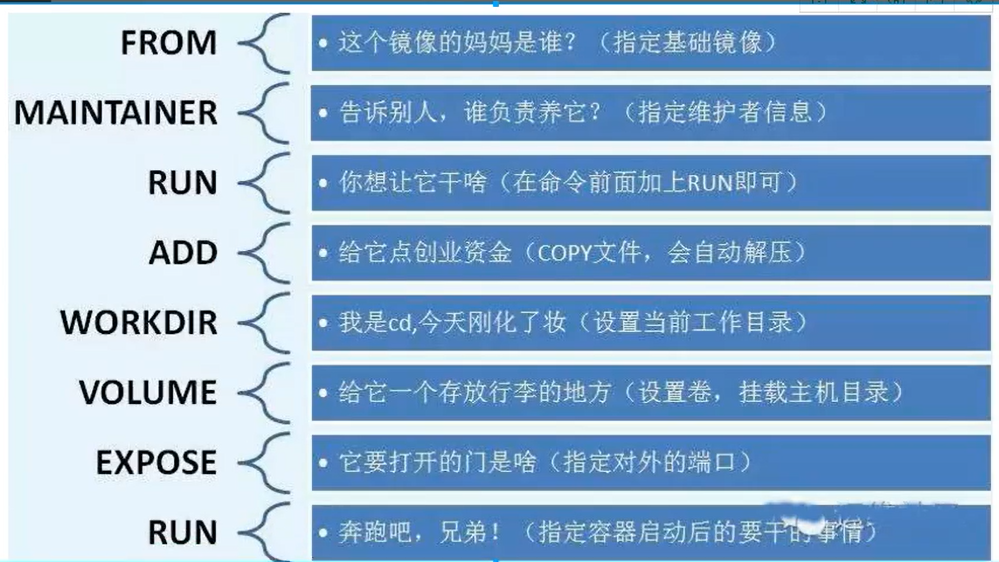 FROM
• 这个镜像的妈妈是谁？（指定基础镜像）
MAINTAINER
• 告诉别人，谁负责养它？（指定维护者信息）
RUN
• 你想让它干啥（在命令前面加上RUN即可）
ADD
• 给它点创业资金（COPY文件，会自动解压）
WORKDIR
• 我是cd,今天刚化了妆（设置当前工作目录）
VOLUME
• 给它一个存放行李的地方（设置卷，挂载主机目录）
EXPOSE
• 它要打开的门是啥（指定对外的端口）
RUN
• 奔跑吧，兄弟！（指定容器启动后的要干的事情）